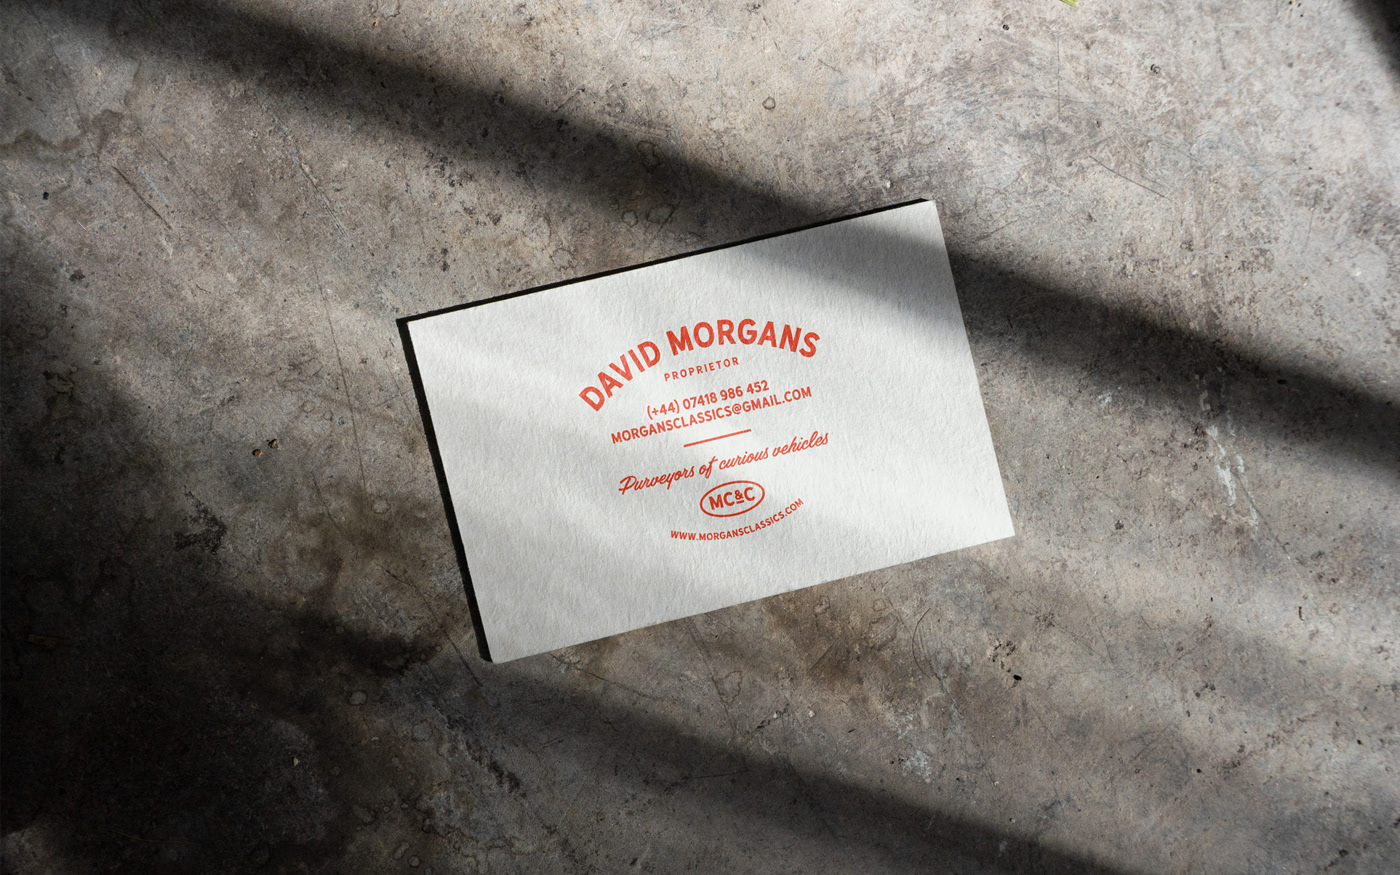 DAVID MORGANS
PROPRIETOR
(+44) 07418 986 452
MORGANSCLASSICS@GMAIL.COM
Purveyors of curious vehicles
MC&C
WWW.MORGANSCLASSICS.COM